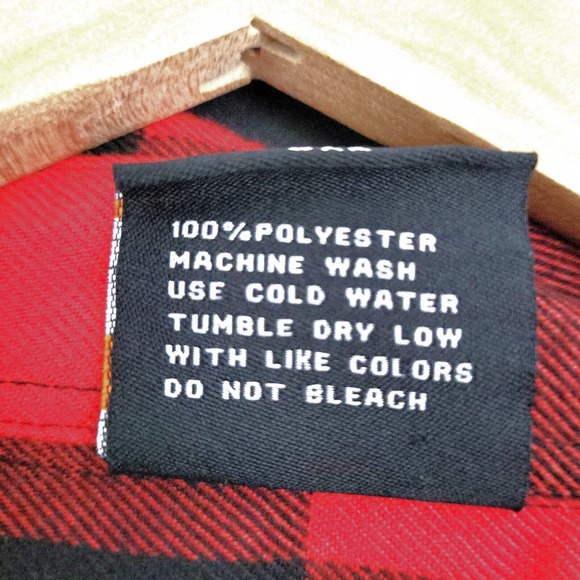 100%POLYESTER
MACHINE WASH
USE COLD WATER
TUMBLE DRY LOW
WITH LIKE COLORS
DO NOT BLEACH